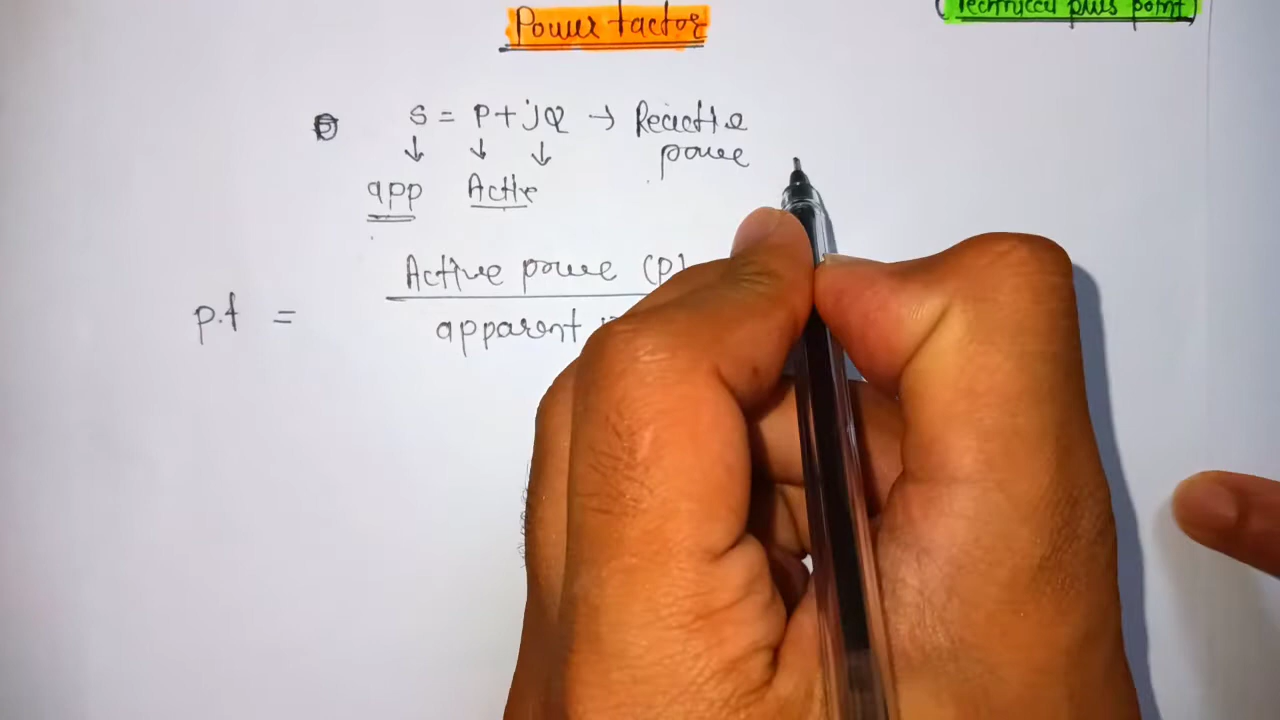 Power factor
Technical plus point
S = P + jQ → Reactive
power
↓ ↓ ↓
app Active
Active power (P)
p.f =
apparent